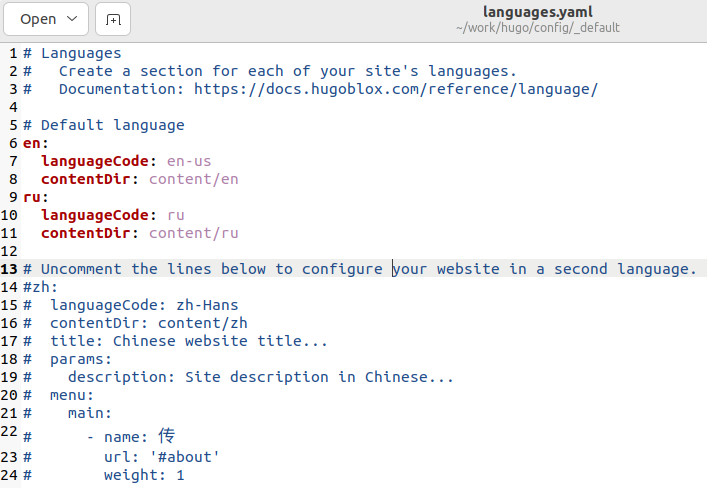 Open
languages.yaml
~/work/hugo/config/_default
1 # Languages
2 #   Create a section for each of your site's languages.
3 #   Documentation: https://docs.hugoblox.com/reference/language/
4
5 # Default language
6 en:
7   languageCode: en-us
8   contentDir: content/en
9 ru:
10   languageCode: ru
11   contentDir: content/ru
12
13 # Uncomment the lines below to configure your website in a second language.
14 #zh:
15 #  languageCode: zh-Hans
16 #  contentDir: content/zh
17 #  title: Chinese website title...
18 #  params:
19 #    description: Site description in Chinese...
20 #  menu:
21 #    main:
22 #      - name: 传
23 #        url: '#about'
24 #        weight: 1